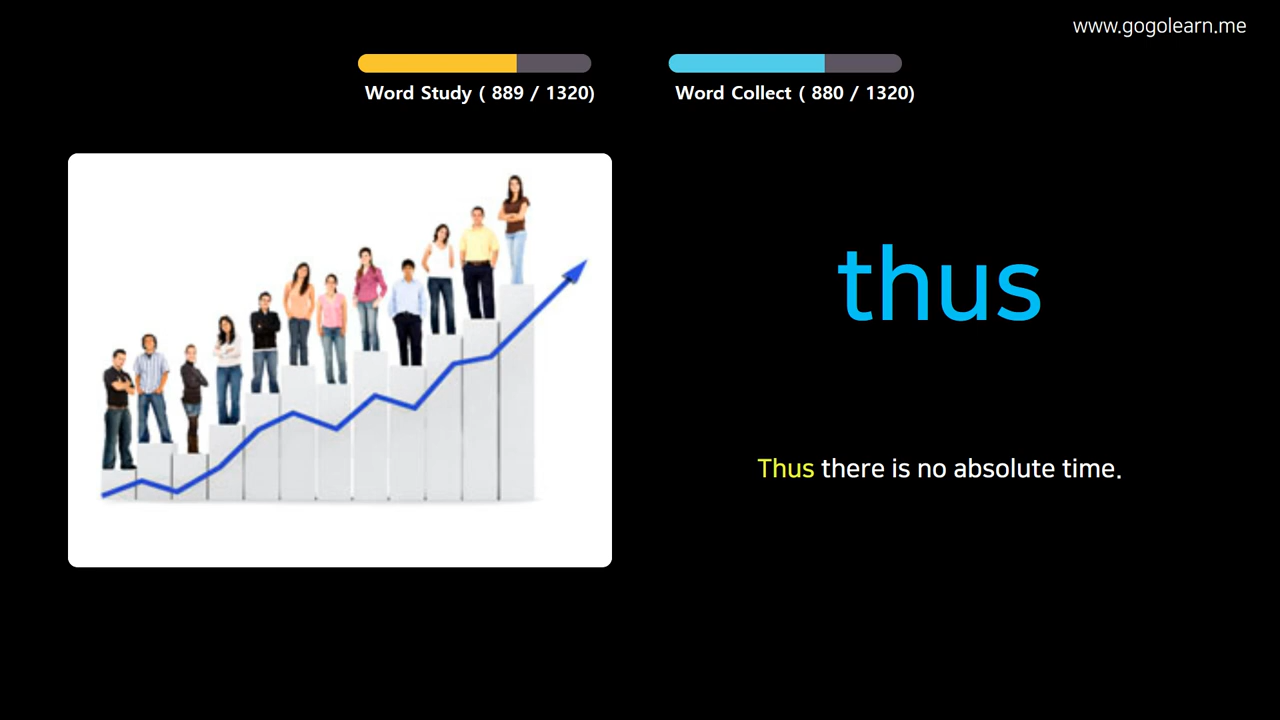 www.gogolearn.me
Word Study ( 889 / 1320)
Word Collect ( 880 / 1320)
thus
Thus there is no absolute time.